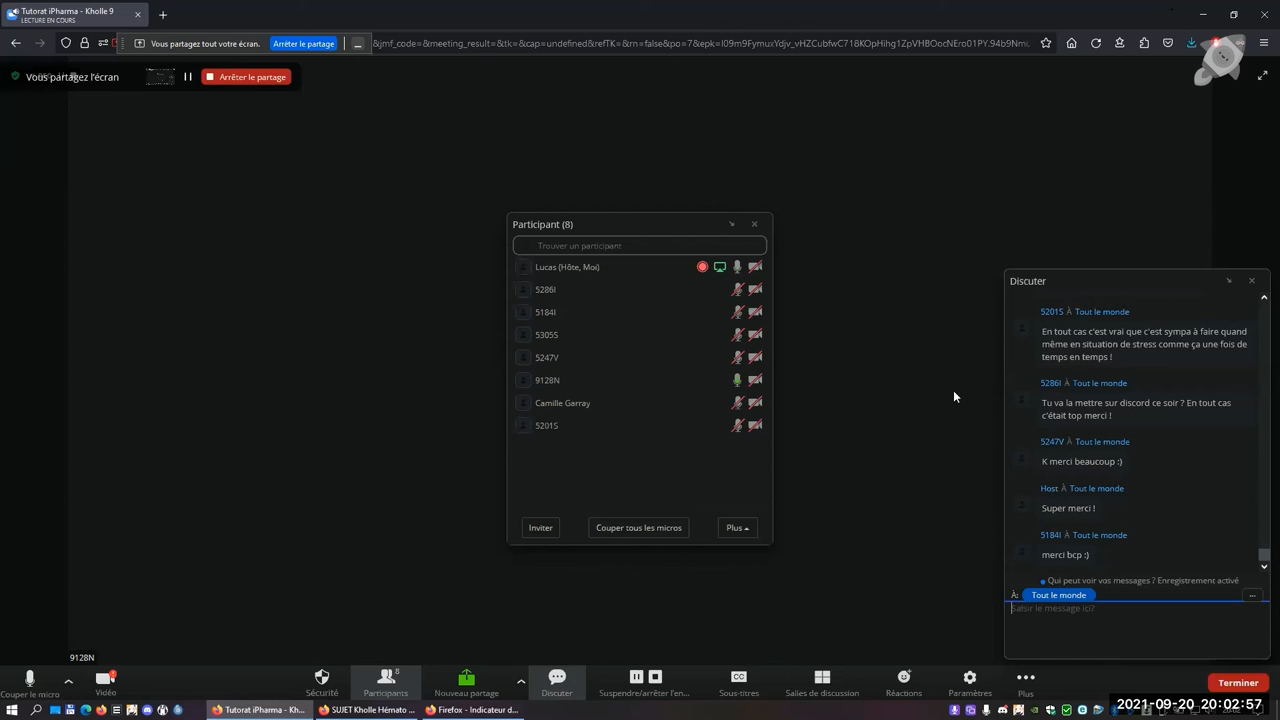 Tutorat iPharma - Kholle 9
LECTURE EN COURS
Vous partagez tout votre écran.
Arrêter le partage
Vous partagez l'écran
Arrêter le partage
Participant (8)
Trouver un participant
Lucas (Hôte, Moi)
5286I
5184I
5305S
5247V
9128N
Camille Garray
5201S
Inviter
Couper tous les micros
Plus
Discuter
5201S À Tout le monde
En tout cas c'est vrai que c'est sympa à faire quand
même en situation de stress comme ça une fois de
temps en temps !
5286I À Tout le monde
Tu va la mettre sur discord ce soir ? En tout cas
c'était top merci !
5247V À Tout le monde
K merci beaucoup :)
Host À Tout le monde
Super merci !
5184I À Tout le monde
merci bcp :)
Qui peut voir vos messages ? Enregistrement activé
À: Tout le monde
Saisir le message ici?
9128N
Couper le micro
Vidéo
Sécurité
8
Participants
Nouveau partage
Discuter
Suspendre/arrêter l'en...
Sous-titres
Salles de discussion
Réactions
Paramètres
Plus
Terminer
Tutorat iPharma - Kh...
SUJET Kholle Hémato ...
Firefox - Indicateur d...
2021-09-20 20:02:57